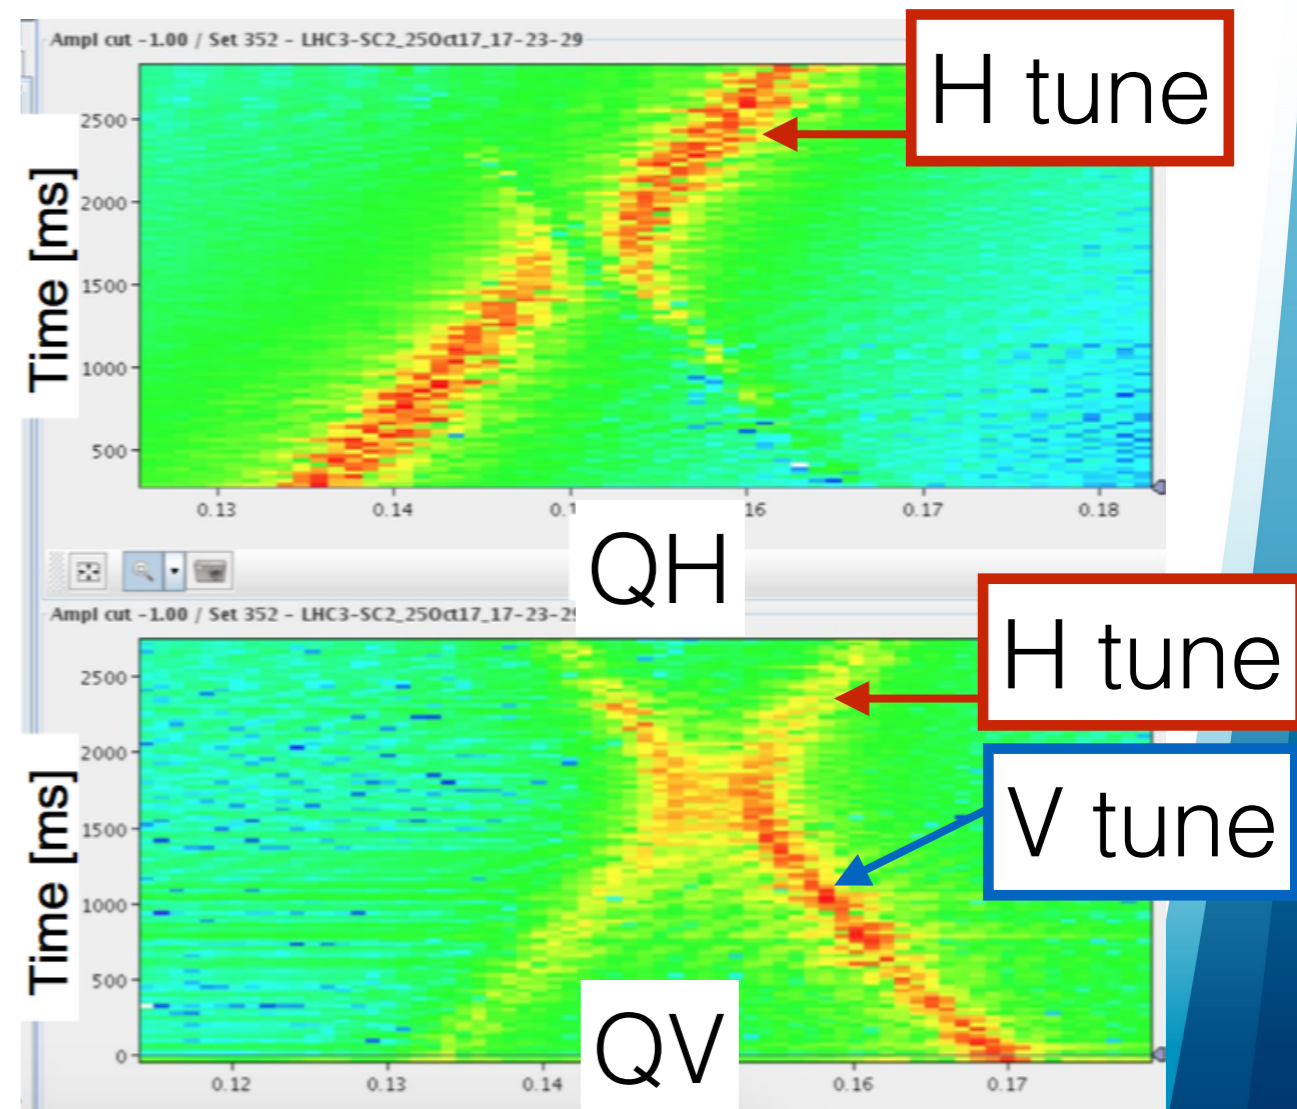 Ampl cut -1.00 / Set 352 - LHC3-SC2_25Oct17_17-23-29
H tune
Time [ms]
2500
2000
1500
1000
500
0.13 0.14 0.1 16 0.17 0.18
QH
Ampl cut -1.00 / Set 352 - LHC3-SC2_25Oct17_17-23-29
H tune
V tune
Time [ms]
2500
2000
1500
1000
500
0
0.12 0.13 0.14 0.16 0.17
QV